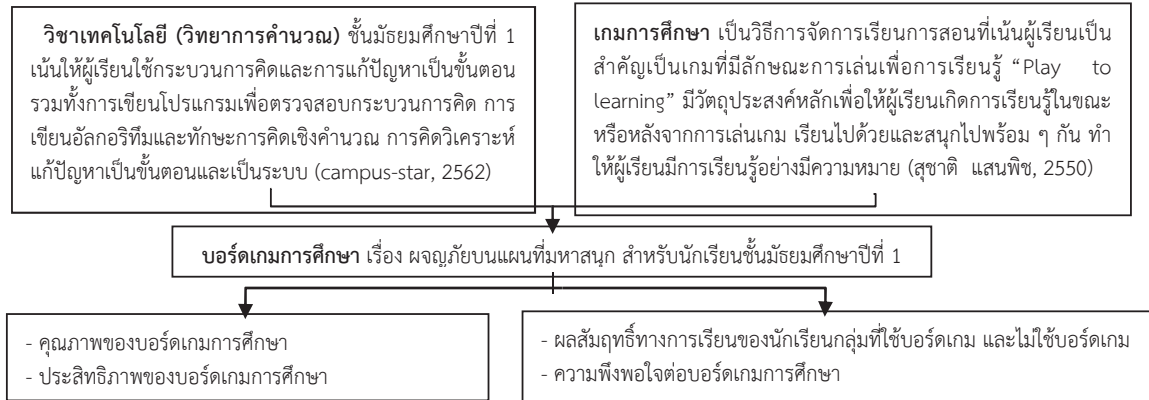 วิชาเทคโนโลยี (วิทยาการคำนวณ) ชั้นมัธยมศึกษาปีที่ 1
เน้นให้ผู้เรียนใช้กระบวนการคิดและการแก้ปัญหาเป็นขั้นตอน
รวมทั้งการเขียนโปรแกรมเพื่อตรวจสอบกระบวนการคิด การ
เขียนอัลกอริทึมและทักษะการคิดเชิงคำนวณ การคิดวิเคราะห์
แก้ปัญหาเป็นขั้นตอนและเป็นระบบ (campus-star, 2562)
เกมการศึกษา เป็นวิธีการจัดการเรียนการสอนที่เน้นผู้เรียนเป็น
สำคัญเป็นเกมที่มีลักษณะการเล่นเพื่อการเรียนรู้ “Play to
learning” มีวัตถุประสงค์หลักเพื่อให้ผู้เรียนเกิดการเรียนรู้ในขณะ
หรือหลังจากการเล่นเกม เรียนไปด้วยและสนุกไปพร้อม ๆ กัน ทำ
ให้ผู้เรียนมีการเรียนรู้อย่างมีความหมาย (สุชาติ แสนพิช, 2550)
บอร์ดเกมการศึกษา เรื่อง ผจญภัยบนแผนที่มหาสนุก สำหรับนักเรียนชั้นมัธยมศึกษาปีที่ 1
- คุณภาพของบอร์ดเกมการศึกษา
- ประสิทธิภาพของบอร์ดเกมการศึกษา
- ผลสัมฤทธิ์ทางการเรียนของนักเรียนกลุ่มที่ใช้บอร์ดเกม และไม่ใช้บอร์ดเกม
- ความพึงพอใจต่อบอร์ดเกมการศึกษา